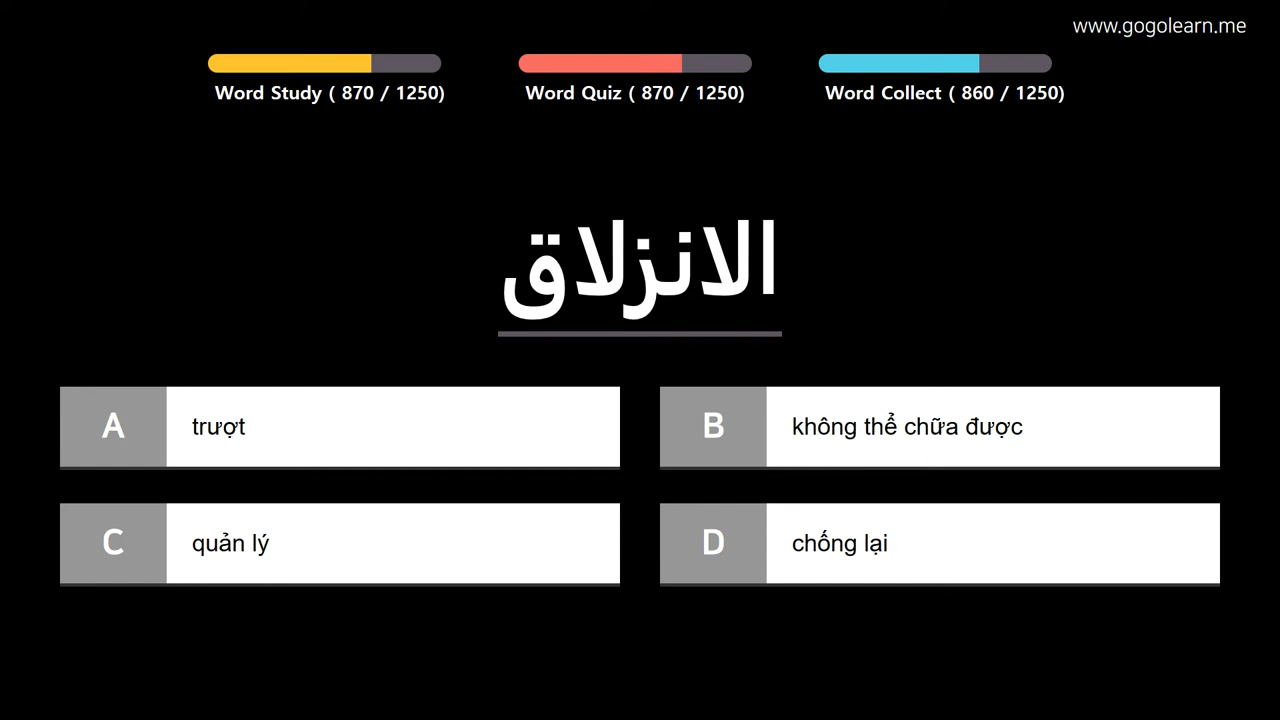 www.gogolearn.me
Word Study ( 870 / 1250)
Word Quiz ( 870 / 1250)
Word Collect ( 860 / 1250)
الانزلاق
A trượt
B không thể chữa được
C quản lý
D chống lại